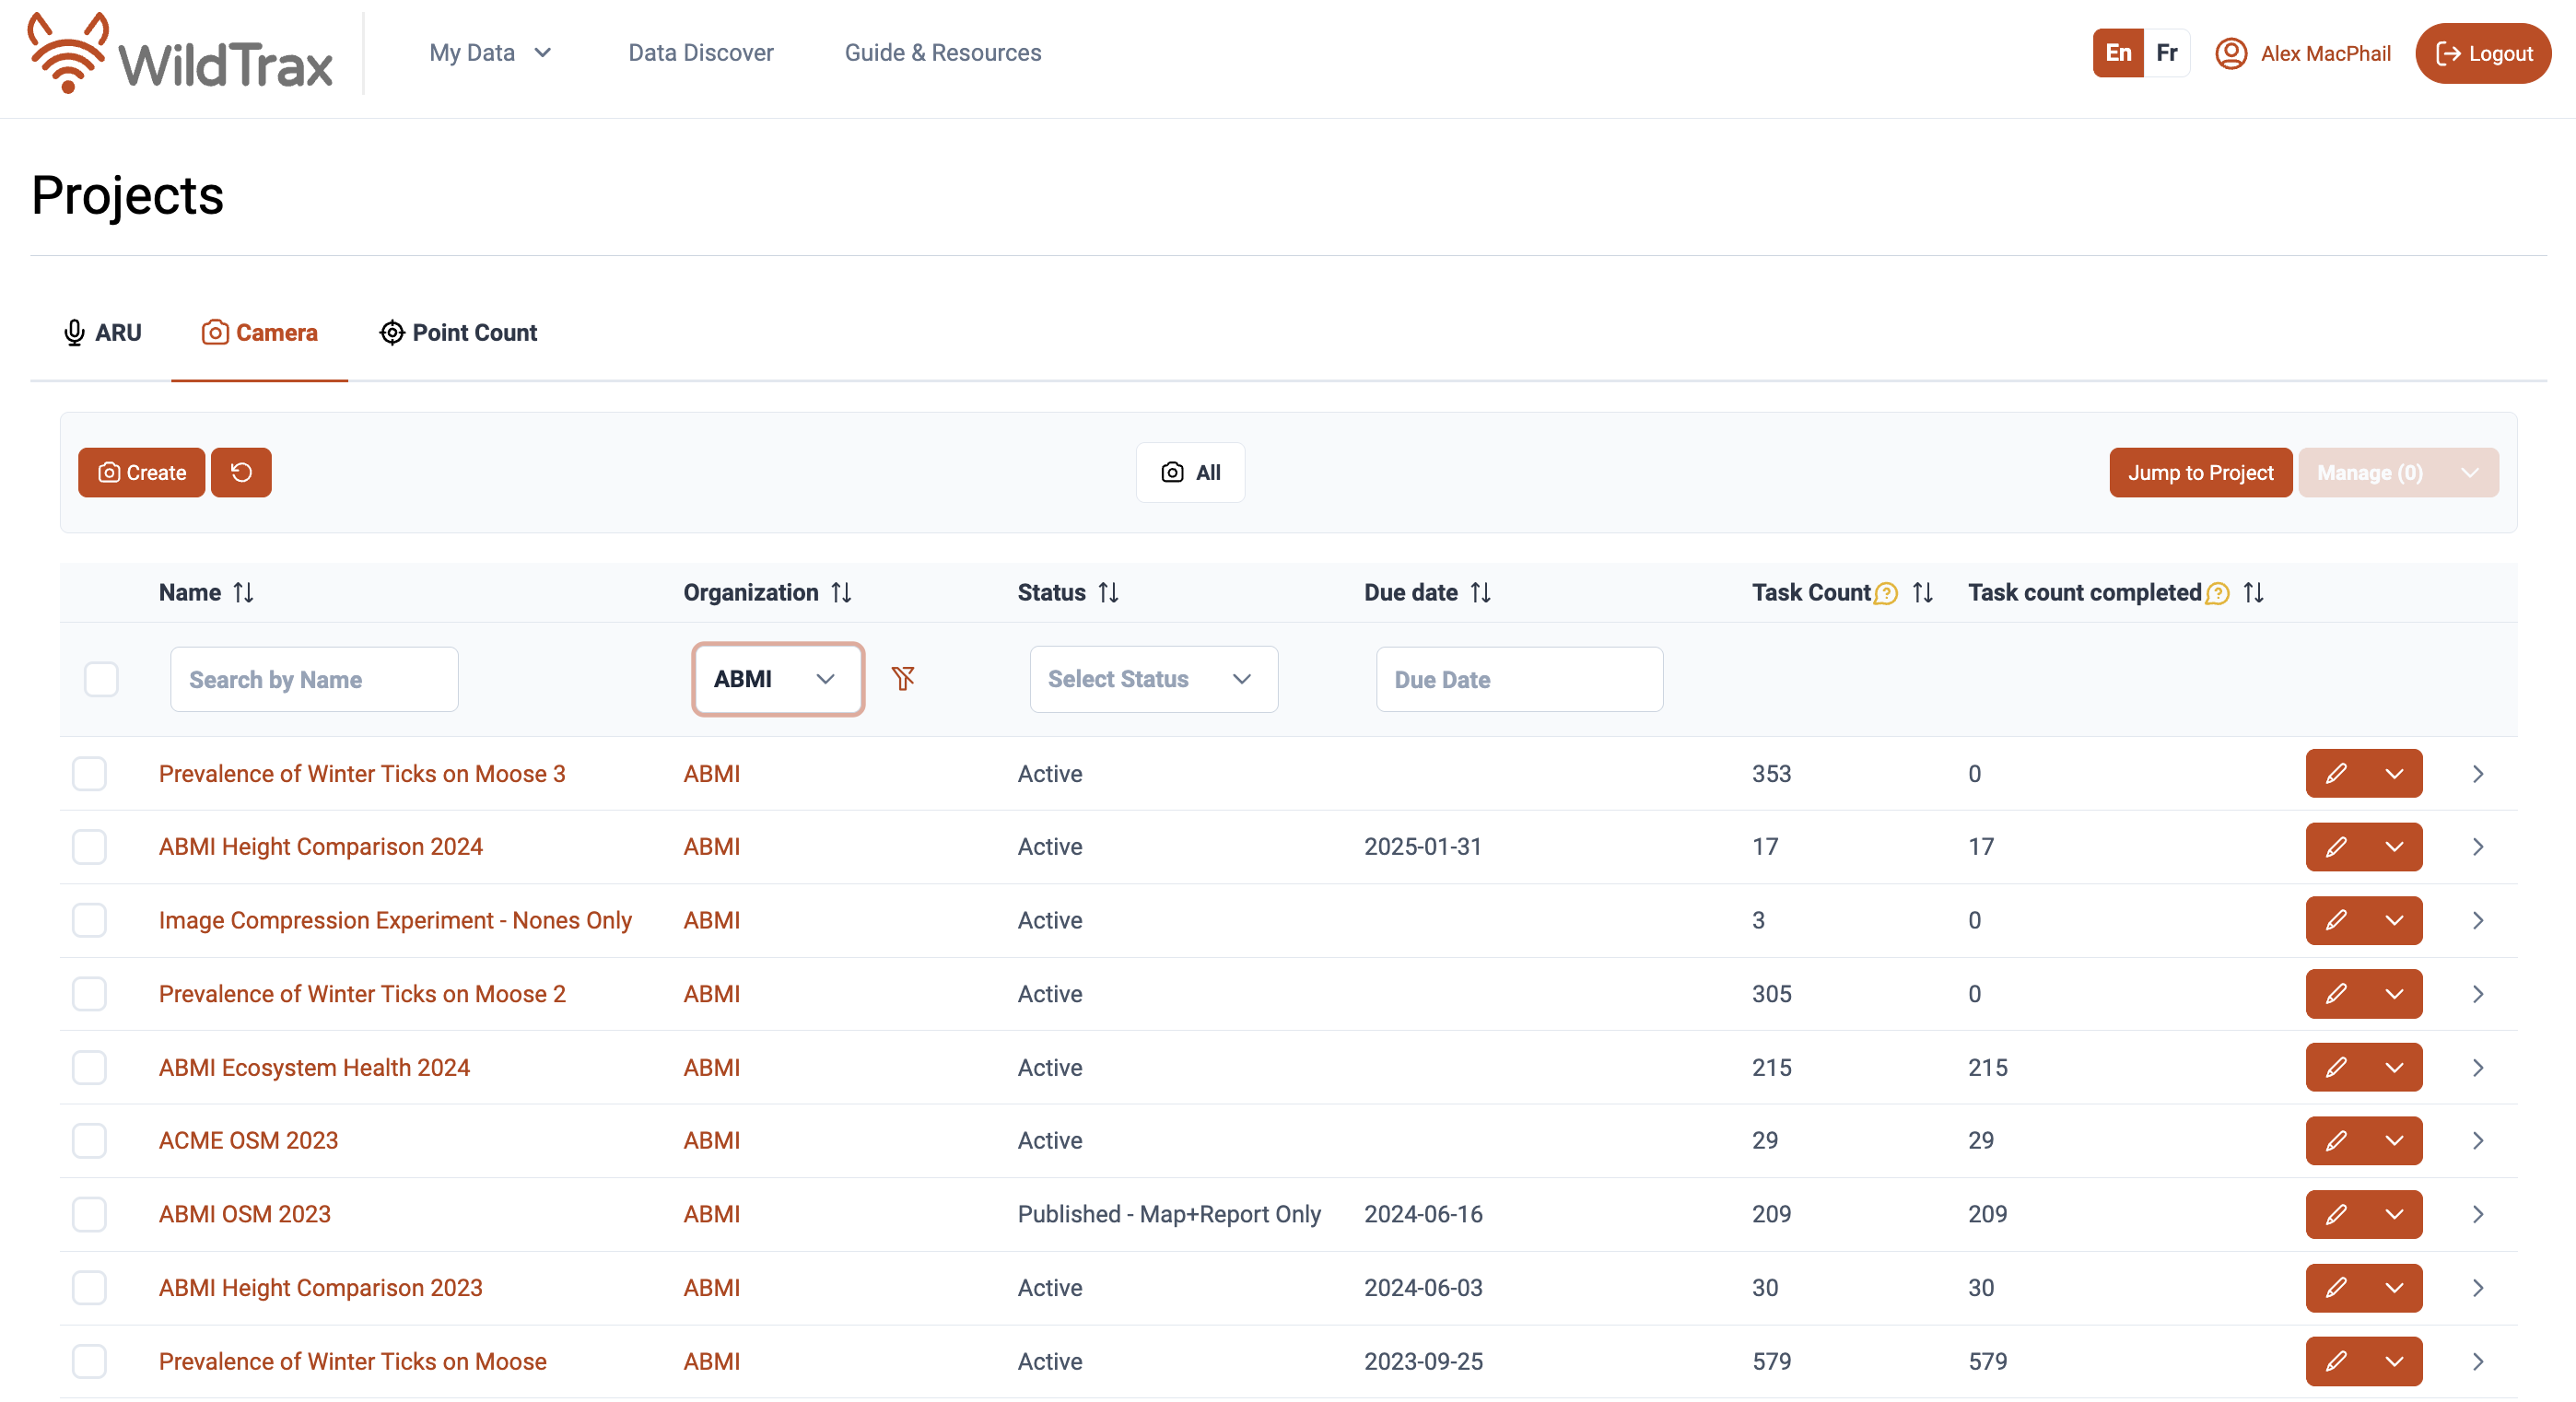 WildTrax My Data Data Discover Guide & Resources En Fr Alex MacPhail Logout
Projects
ARU Camera Point Count
Create All Jump to Project Manage (0)
Name Organization Status Due date Task Count ? Task count completed ?
Search by Name ABMI Select Status Due Date
Prevalence of Winter Ticks on Moose 3 ABMI Active 353 0
ABMI Height Comparison 2024 ABMI Active 2025-01-31 17 17
Image Compression Experiment - Nones Only ABMI Active 3 0
Prevalence of Winter Ticks on Moose 2 ABMI Active 305 0
ABMI Ecosystem Health 2024 ABMI Active 215 215
ACME OSM 2023 ABMI Active 29 29
ABMI OSM 2023 ABMI Published - Map+Report Only 2024-06-16 209 209
ABMI Height Comparison 2023 ABMI Active 2024-06-03 30 30
Prevalence of Winter Ticks on Moose ABMI Active 2023-09-25 579 579